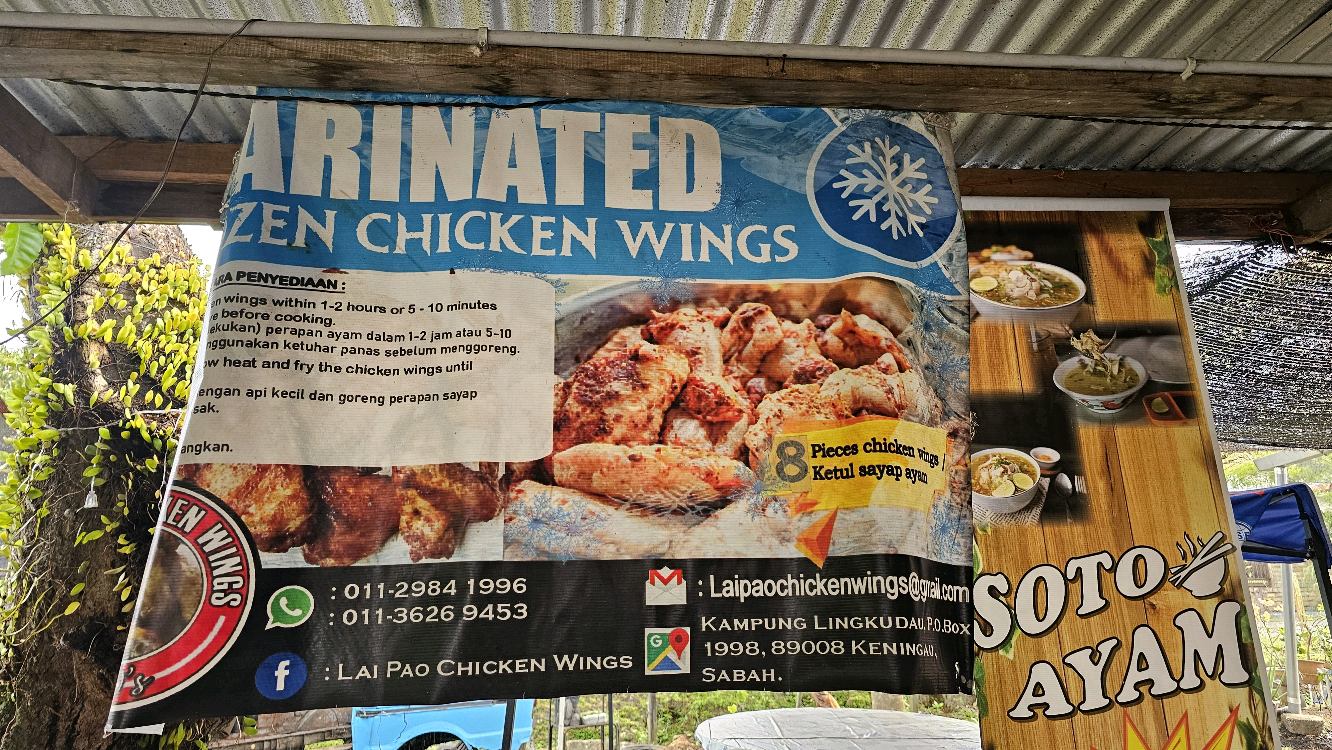 ARINATED
ZEN CHICKEN WINGS
ARA PENYEDIAAN :
en wings within 1-2 hours or 5 - 10 minutes
e before cooking.
ekukan) perapan ayam dalam 1-2 jam atau 5-10
nggunakan ketuhar panas sebelum menggoreng.
ow heat and fry the chicken wings until
engan api kecil dan goreng perapan sayap
sak.
angkan.
8 Pieces chicken wings /
Ketul sayap ayam
EN WINGS
's
: 011-2984 1996
: 011-3626 9453
: LAI PAO CHICKEN WINGS
: Laipaochickenwings@gmail.com
KAMPUNG LINGKUDAU, P.O.Box
1998, 89008 KENINGAU,
SABAH.
SOTO
AYAM